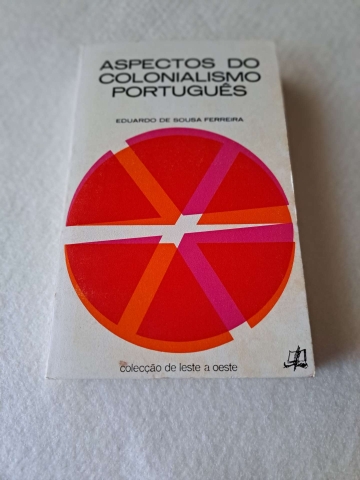 ASPECTOS DO
COLONIALISMO
PORTUGUÊS
EDUARDO DE SOUSA FERREIRA
colecção de leste a oeste